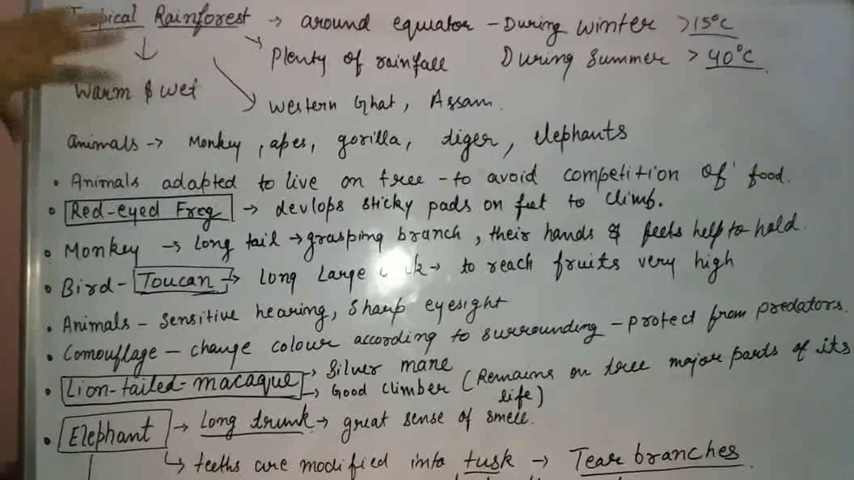 Tropical Rainforest → around equator - During winter >15°C
Plenty of rainfall During Summer > 40°C
Warm & wet
Western Ghat, Assam.
Animals → Monkey, apes, gorilla, tiger, elephants
• Animals adapted to live on tree - to avoid competition of food.
• Red-eyed Frog → devlops sticky pads on feet to climb.
• Monkey → long tail → grasping branch, their hands & feets help to hold.
• Bird - Toucan → long large → to reach fruits very high
• Animals - Sensitive hearing, Sharp eyesight
• Comouflage - change colour according to surrounding - protect from predators.
• Lion-tailed-macaque → Silver mane
→ Good climber (Remains on tree major parts of its life)
• Elephant → Long trunk → great sense of smell.
→ teeths are modified into tusk → Tear branches